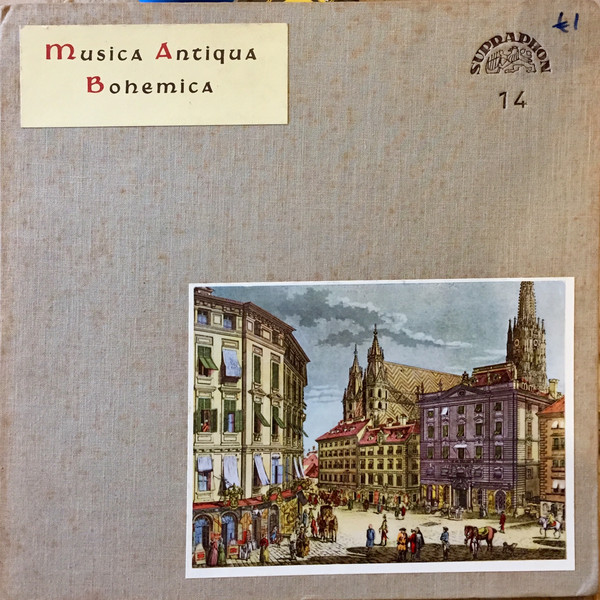 Musica Antiqua
Bohemica
SUPRAPHON
14
£1